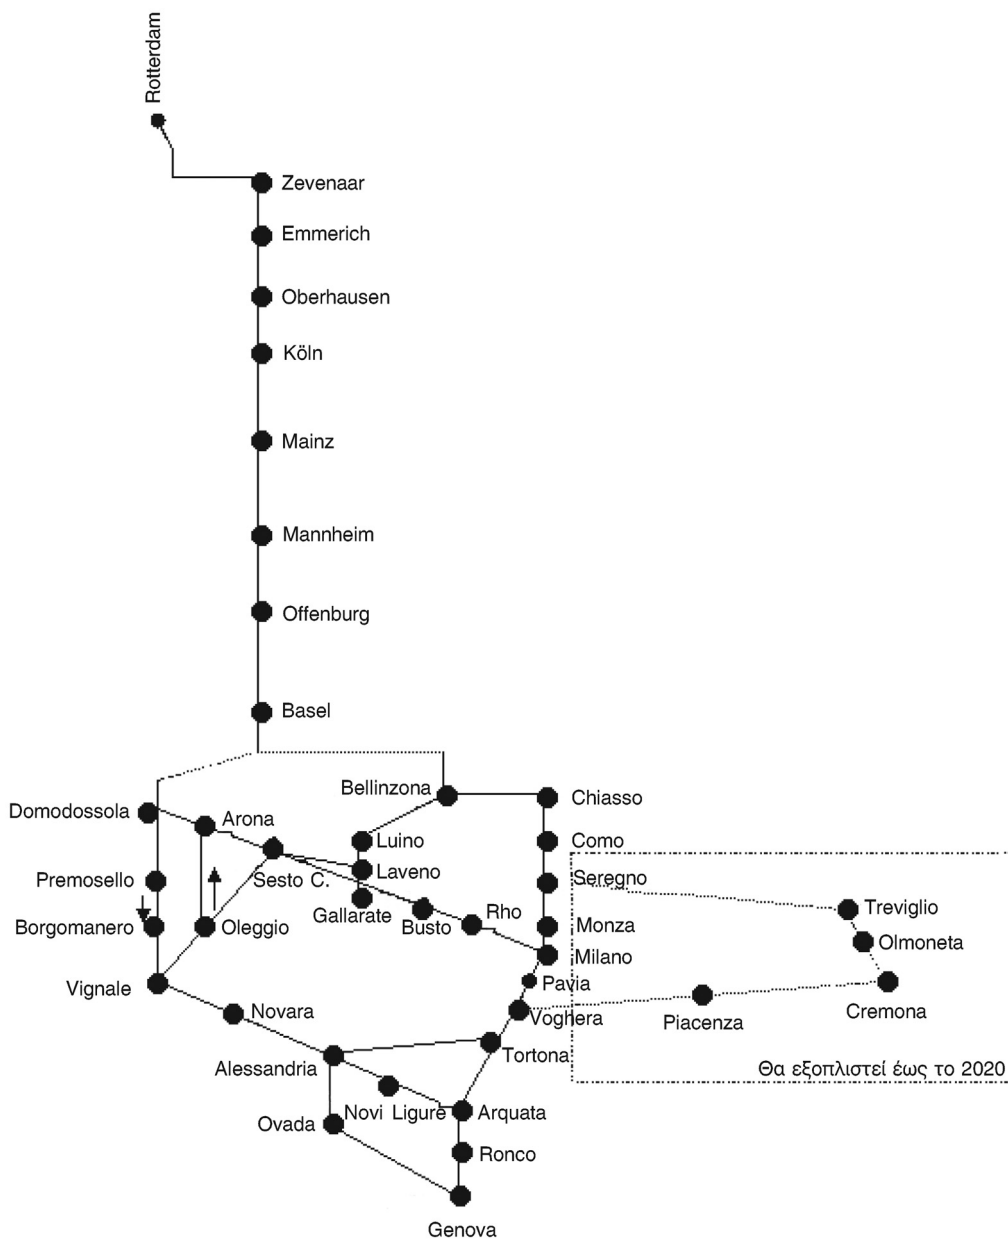 Rotterdam
Zevenaar
Emmerich
Oberhausen
Köln
Mainz
Mannheim
Offenburg
Basel
Bellinzona
Chiasso
Domodossola
Arona
Luino
Como
Premosello
Sesto C.
Laveno
Seregno
Gallarate
Busto
Rho
Treviglio
Borgomanero
Oleggio
Monza
Olmoneta
Milano
Vignale
Pavia
Cremona
Novara
Voghera
Piacenza
Alessandria
Tortona
Θα εξοπλιστεί έως το 2020
Ovada
Novi Ligure
Arquata
Ronco
Genova